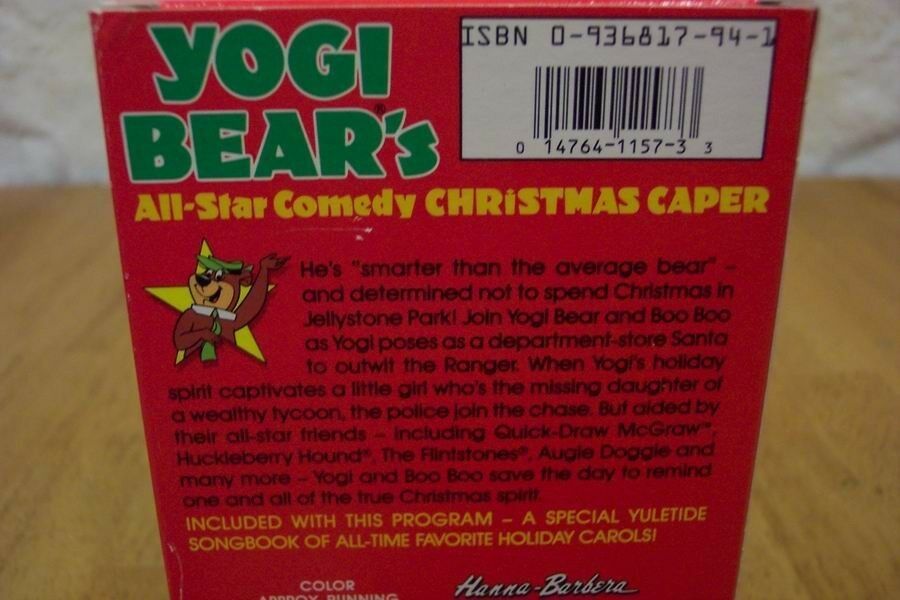 YOGI
BEAR's®
ISBN 0-936817-94-1
0 14764-1157-3 3
All-Star Comedy CHRiSTMAS CAPER
He's "smarter than the average bear" –
and determined not to spend Christmas in
Jellystone Park! Join Yogi Bear and Boo Boo
as Yogi poses as a department-store Santa
to outwit the Ranger. When Yogi's holiday
spirit captivates a little girl who's the missing daughter of
a wealthy tycoon, the police join the chase. But aided by
their all-star friends – including Quick-Draw McGraw™,
Huckleberry Hound®, The Flintstones®, Augie Doggie and
many more – Yogi and Boo Boo save the day to remind
one and all of the true Christmas spirit.
INCLUDED WITH THIS PROGRAM – A SPECIAL YULETIDE
SONGBOOK OF ALL-TIME FAVORITE HOLIDAY CAROLS!
COLOR
APPROX. RUNNING
Hanna-Barbera